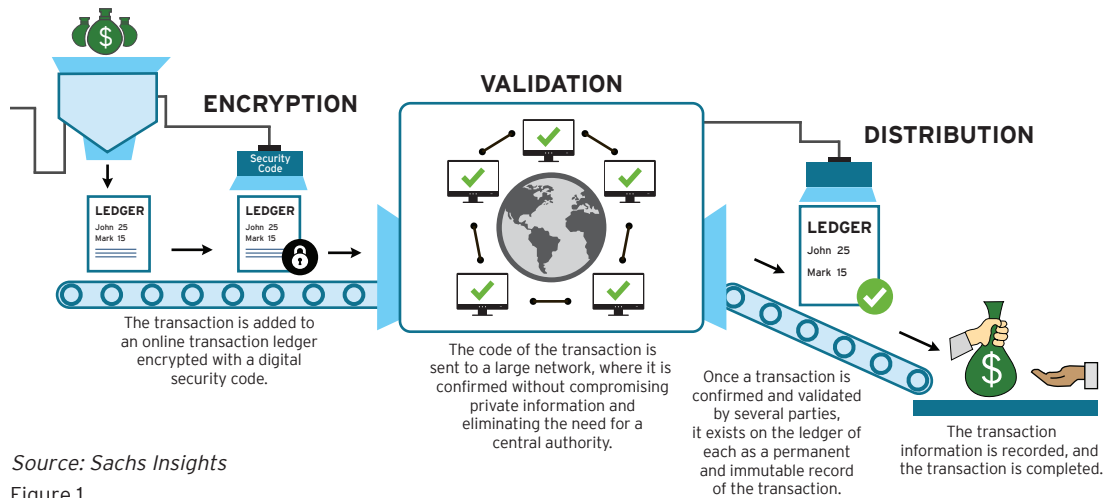 $
ENCRYPTION
Security
Code
LEDGER
John 25
Mark 15
LEDGER
John 25
Mark 15
The transaction is added to
an online transaction ledger
encrypted with a digital
security code.
VALIDATION
The code of the transaction is
sent to a large network, where it is
confirmed without compromising
private information and
eliminating the need for a
central authority.
DISTRIBUTION
LEDGER
John 25
Mark 15
Once a transaction is
confirmed and validated
by several parties,
it exists on the ledger of
each as a permanent
and immutable record
of the transaction.
$
The transaction
information is recorded, and
the transaction is completed.
Source: Sachs Insights
Figure 1